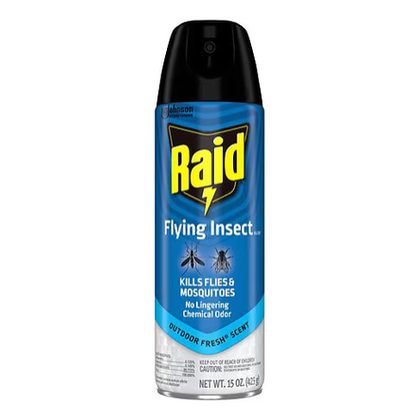 Johnson
Raid
Flying Insect
KILLS FLIES &
MOSQUITOES
No Lingering
Chemical Odor
OUTDOOR FRESH® SCENT
KEEP OUT OF REACH OF CHILDREN
CAUTION:
NET WT. 15 OZ. (425g)